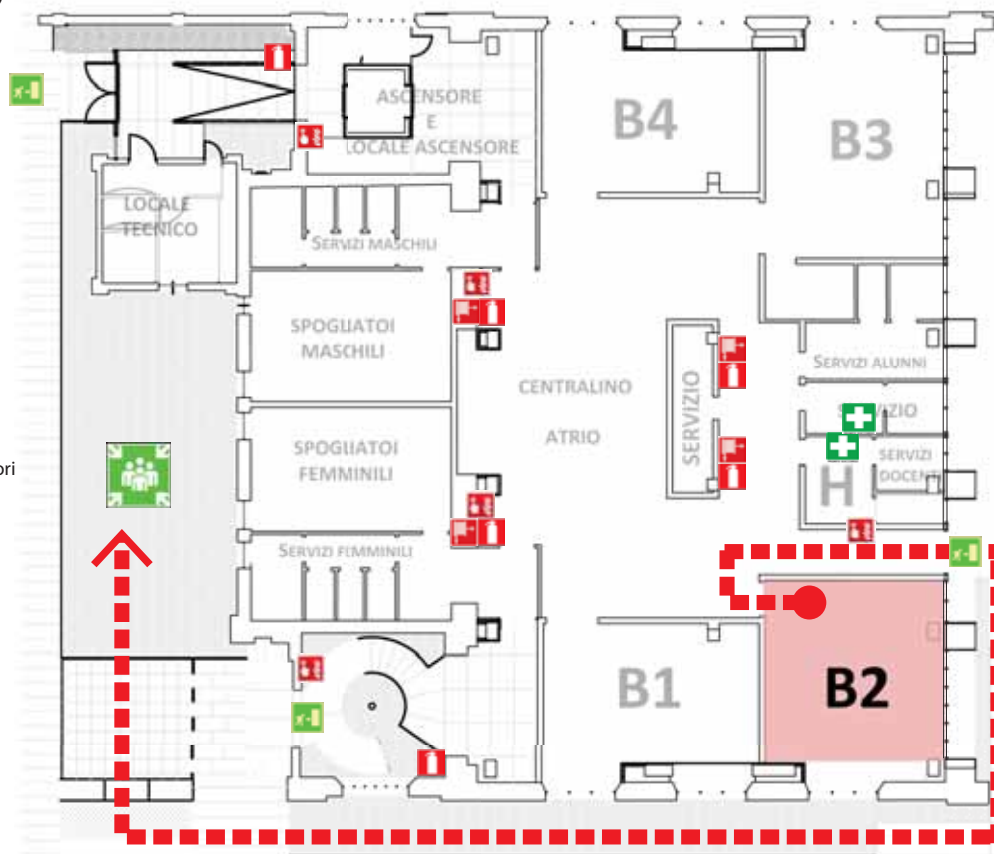 ASCENSORE
E
LOCALE ASCENSORE
B4
B3
LOCALE
TECNICO
SERVIZI MASCHILI
SPOGLIATOI
MASCHILI
CENTRALINO
ATRIO
SERVIZIO
SERVIZI ALUNNI
SERVIZI
DOCENTI
H
ori
SPOGLIATOI
FEMMINILI
SERVIZI FEMMINILI
B1
B2